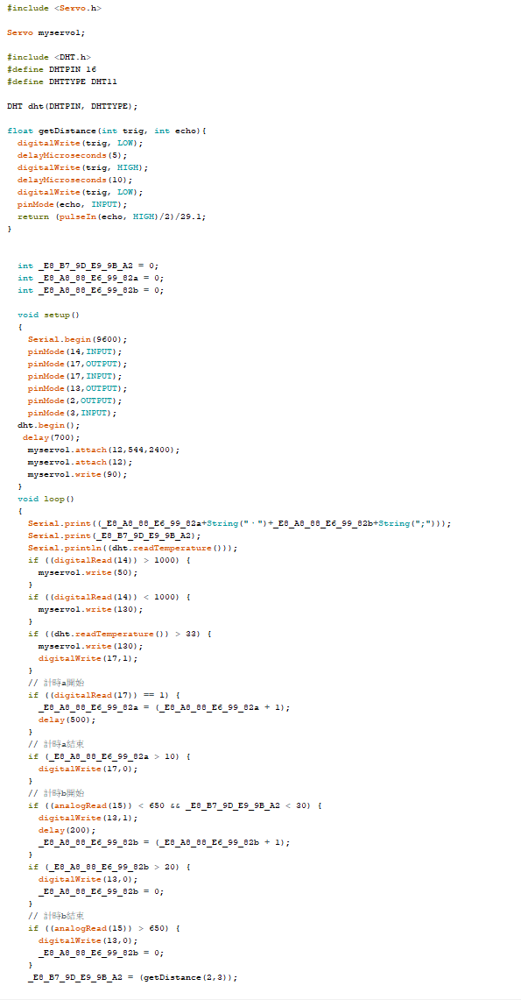 #include <Servo.h>
Servo myservo1;
#include <DHT.h>
#define DHTPIN 16
#define DHTTYPE DHT11
DHT dht(DHTPIN, DHTTYPE);
float getDistance(int trig, int echo){
digitalWrite(trig, LOW);
delayMicroseconds(5);
digitalWrite(trig, HIGH);
delayMicroseconds(10);
digitalWrite(trig, LOW);
pinMode(echo, INPUT);
return (pulseIn(echo, HIGH)/2)/29.1;
}
int _E8_B7_9D_E9_9B_A2 = 0;
int _E8_A8_88_E6_99_82a = 0;
int _E8_A8_88_E6_99_82b = 0;
void setup()
{
Serial.begin(9600);
pinMode(14,INPUT);
pinMode(17,OUTPUT);
pinMode(17,INPUT);
pinMode(13,OUTPUT);
pinMode(2,OUTPUT);
pinMode(3,INPUT);
dht.begin();
delay(700);
myservo1.attach(12,544,2400);
myservo1.attach(12);
myservo1.write(90);
}
void loop()
{
Serial.print((_E8_A8_88_E6_99_82a+String("、")+_E8_A8_88_E6_99_82b+String(";")));
Serial.print(_E8_B7_9D_E9_9B_A2);
Serial.println((dht.readTemperature()));
if ((digitalRead(14)) > 1000) {
myservo1.write(50);
}
if ((digitalRead(14)) < 1000) {
myservo1.write(130);
}
if ((dht.readTemperature()) > 33) {
myservo1.write(130);
digitalWrite(17,1);
}
// 計時a開始
if ((digitalRead(17)) == 1) {
_E8_A8_88_E6_99_82a = (_E8_A8_88_E6_99_82a + 1);
delay(500);
}
// 計時a結束
if (_E8_A8_88_E6_99_82a > 10) {
digitalWrite(17,0);
}
// 計時b開始
if ((analogRead(15)) < 650 && _E8_B7_9D_E9_9B_A2 < 30) {
digitalWrite(13,1);
delay(200);
_E8_A8_88_E6_99_82b = (_E8_A8_88_E6_99_82b + 1);
}
if (_E8_A8_88_E6_99_82b > 20) {
digitalWrite(13,0);
_E8_A8_88_E6_99_82b = 0;
}
// 計時b結束
if ((analogRead(15)) > 650) {
digitalWrite(13,0);
_E8_A8_88_E6_99_82b = 0;
}
_E8_B7_9D_E9_9B_A2 = (getDistance(2,3));